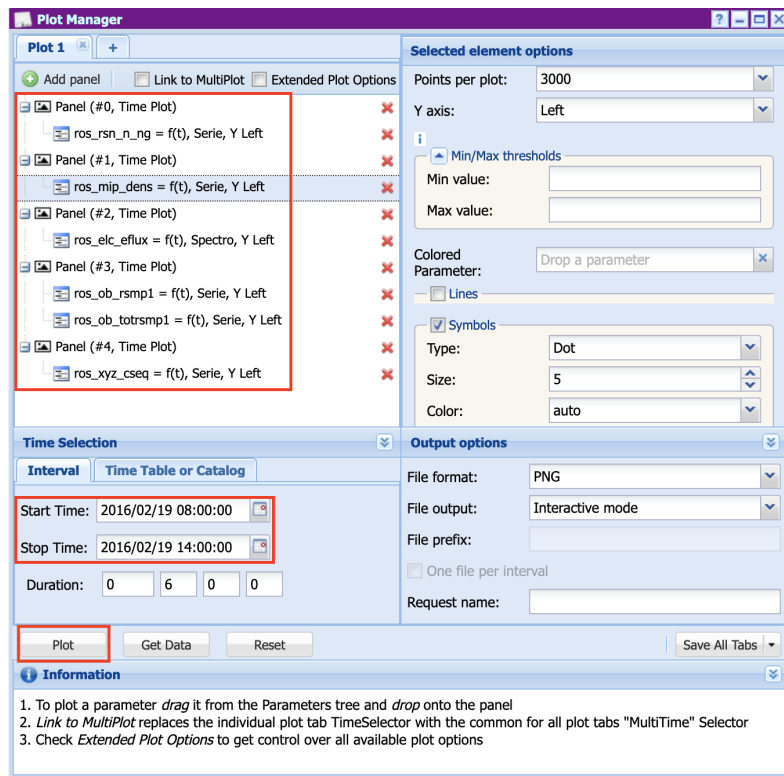 Plot Manager
Plot 1
+
Add panel
Link to MultiPlot
Extended Plot Options
Panel (#0, Time Plot)
ros_rsn_n_ng = f(t), Serie, Y Left
Panel (#1, Time Plot)
ros_mip_dens = f(t), Serie, Y Left
Panel (#2, Time Plot)
ros_elc_eflux = f(t), Spectro, Y Left
Panel (#3, Time Plot)
ros_ob_rsmp1 = f(t), Serie, Y Left
ros_ob_totrsmp1 = f(t), Serie, Y Left
Panel (#4, Time Plot)
ros_xyz_cseq = f(t), Serie, Y Left
Selected element options
Points per plot: 3000
Y axis: Left
i
Min/Max thresholds
Min value:
Max value:
Colored
Parameter:
Drop a parameter
Lines
Symbols
Type: Dot
Size: 5
Color: auto
Time Selection
Interval
Time Table or Catalog
Start Time: 2016/02/19 08:00:00
Stop Time: 2016/02/19 14:00:00
Duration: 0 6 0 0
Output options
File format: PNG
File output: Interactive mode
File prefix:
One file per interval
Request name:
Plot
Get Data
Reset
Save All Tabs
Information
1. To plot a parameter drag it from the Parameters tree and drop onto the panel
2. Link to MultiPlot replaces the individual plot tab TimeSelector with the common for all plot tabs "MultiTime" Selector
3. Check Extended Plot Options to get control over all available plot options